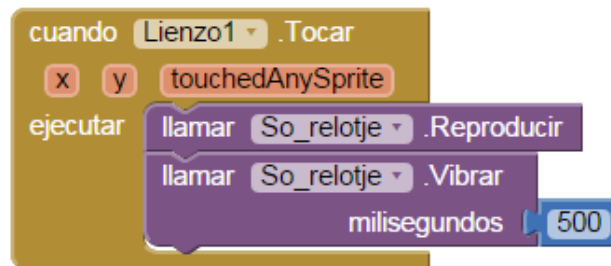 cuando Lienzo1 .Tocar
x y touchedAnySprite
ejecutar llamar So_relotje .Reproducir
llamar So_relotje .Vibrar
milisegundos 500